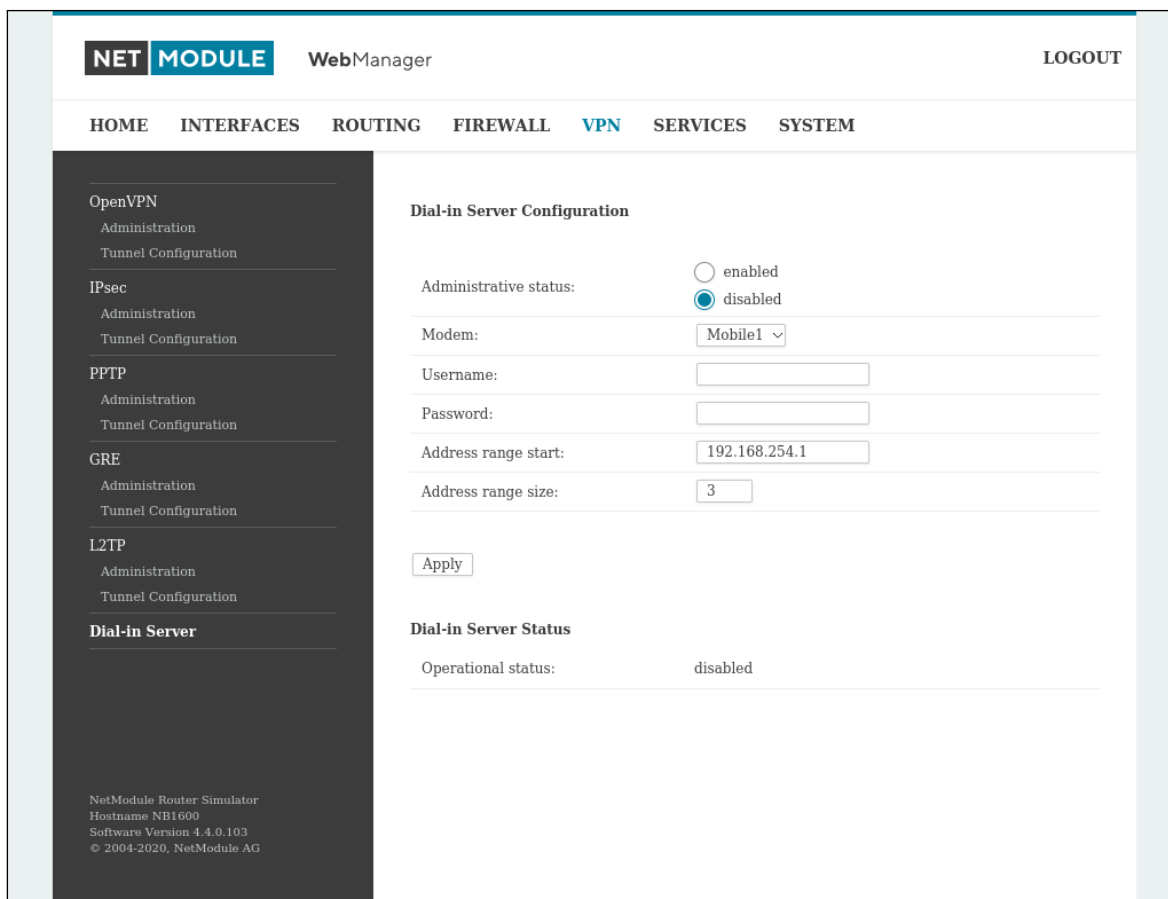 NET MODULE WebManager LOGOUT
HOME INTERFACES ROUTING FIREWALL VPN SERVICES SYSTEM
OpenVPN
Administration
Tunnel Configuration
IPsec
Administration
Tunnel Configuration
PPTP
Administration
Tunnel Configuration
GRE
Administration
Tunnel Configuration
L2TP
Administration
Tunnel Configuration
Dial-in Server
NetModule Router Simulator
Hostname NB1600
Software Version 4.4.0.103
© 2004-2020, NetModule AG
Dial-in Server Configuration
Administrative status: enabled
disabled
Modem: Mobile1
Username:
Password:
Address range start: 192.168.254.1
Address range size: 3
Apply
Dial-in Server Status
Operational status: disabled